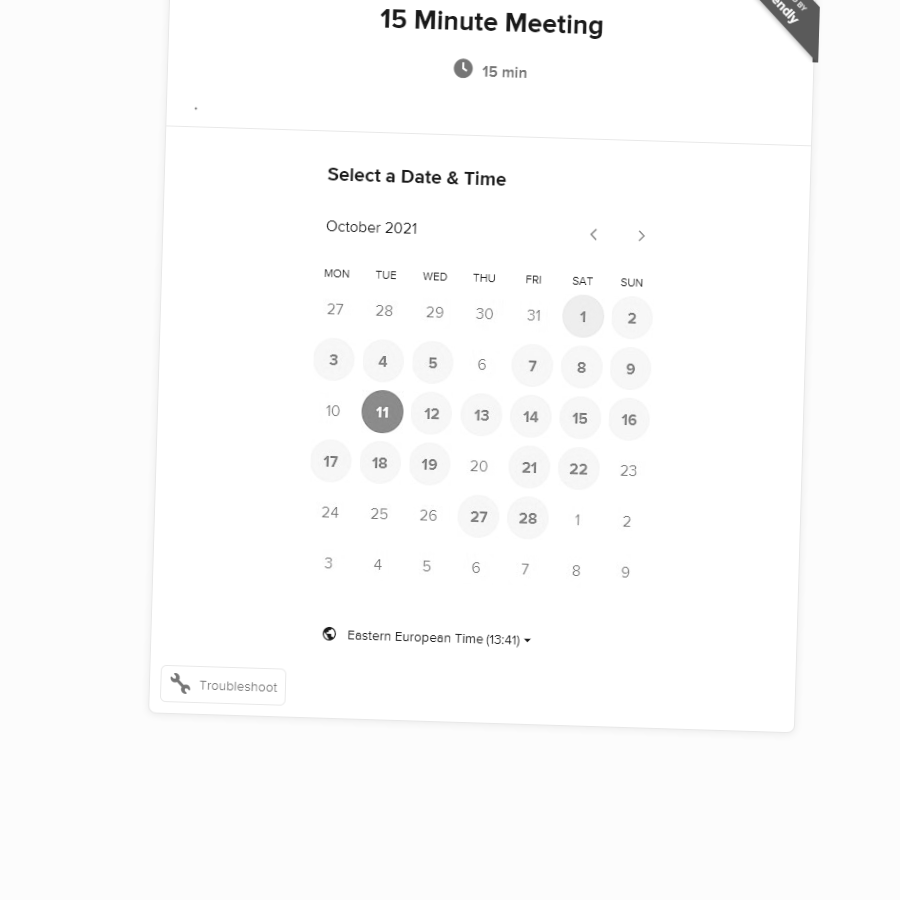 15 Minute Meeting
15 min
.
Select a Date & Time
October 2021
MON TUE WED THU FRI SAT SUN
27 28 29 30 31 1 2
3 4 5 6 7 8 9
10 11 12 13 14 15 16
17 18 19 20 21 22 23
24 25 26 27 28 1 2
3 4 5 6 7 8 9
Eastern European Time (13:41)
Troubleshoot